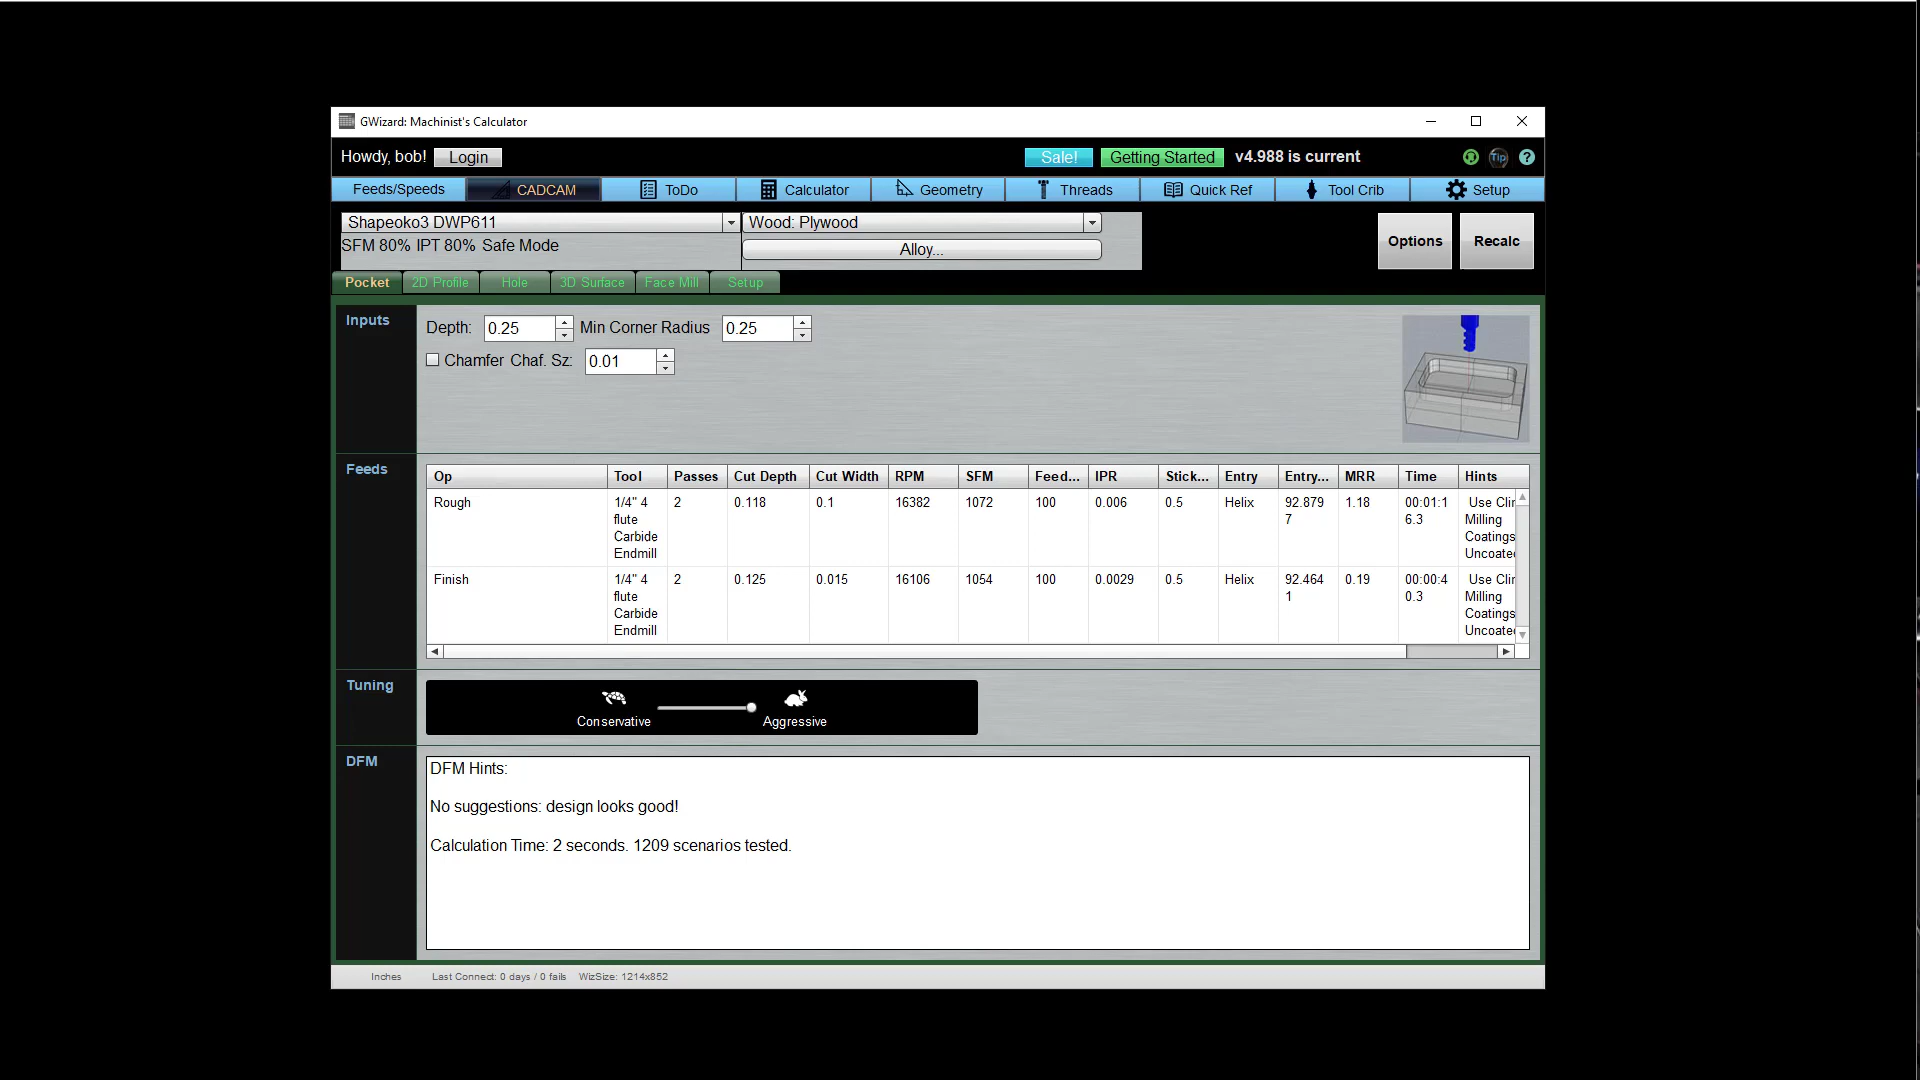 GWizard: Machinist's Calculator
Howdy, bob! Login Sale! Getting Started v4.988 is current Tip ?
Feeds/Speeds CADCAM ToDo Calculator Geometry Threads Quick Ref Tool Crib Setup
Shapeoko3 DWP611 Wood: Plywood
SFM 80% IPT 80% Safe Mode Alloy... Options Recalc
Pocket 2D Profile Hole 3D Surface Face Mill Setup
Inputs Depth: 0.25 Min Corner Radius 0.25
Chamfer Chaf. Sz: 0.01
Feeds Op Tool Passes Cut Depth Cut Width RPM SFM Feed... IPR Stick... Entry Entry... MRR Time Hints
Rough 1/4" 4 2 0.118 0.1 16382 1072 100 0.006 0.5 Helix 92.879 1.18 00:01:1 Use Clir
flute 7 6.3 Milling
Carbide Coatings
Endmill Uncoate
Finish 1/4" 4 2 0.125 0.015 16106 1054 100 0.0029 0.5 Helix 92.464 0.19 00:00:4 Use Clir
flute 1 0.3 Milling
Carbide Coatings
Endmill Uncoate
Tuning
Conservative Aggressive
DFM
DFM Hints:
No suggestions: design looks good!
Calculation Time: 2 seconds. 1209 scenarios tested.
Inches Last Connect: 0 days / 0 fails WizSize: 1214x852